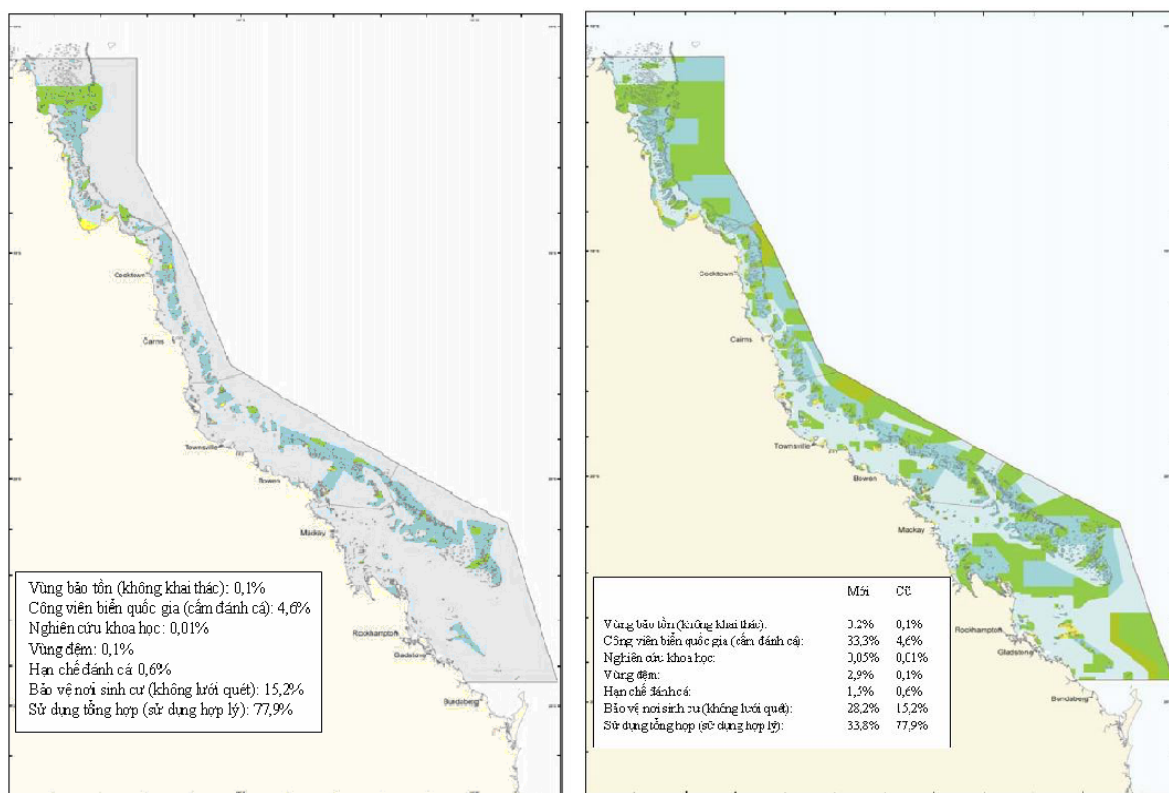 Cooktown
Cairns
Townsville
Bowen
Mackay
Rockhampton
Gladstone
Bundaberg
Vùng bảo tồn (không khai thác): 0,1%
Công viên biển quốc gia (cấm đánh cá): 4,6%
Nghiên cứu khoa học: 0,01%
Vùng đệm: 0,1%
Hạn chế đánh cá 0,6%
Bảo vệ nơi sinh cư (không lưới quét): 15,2%
Sử dụng tổng hợp (sử dụng hợp lý): 77,9%
Cooktown
Cairns
Townsville
Bowen
Mackay
Rockhampton
Gladstone
Bundaberg
Mới Cũ
Vùng bảo tồn (không khai thác): 0.2% 0,1%
Công viên biển quốc gia (cấm đánh cá): 33,3% 4,6%
Nghiên cứu khoa học: 0,05% 0,01%
Vùng đệm: 2,9% 0,1%
Hạn chế đánh cá: 1,5% 0,6%
Bảo vệ nơi sinh cư (không lưới quét): 28,2% 15,2%
Sử dụng tổng hợp (sử dụng hợp lý): 33,8% 77,9%